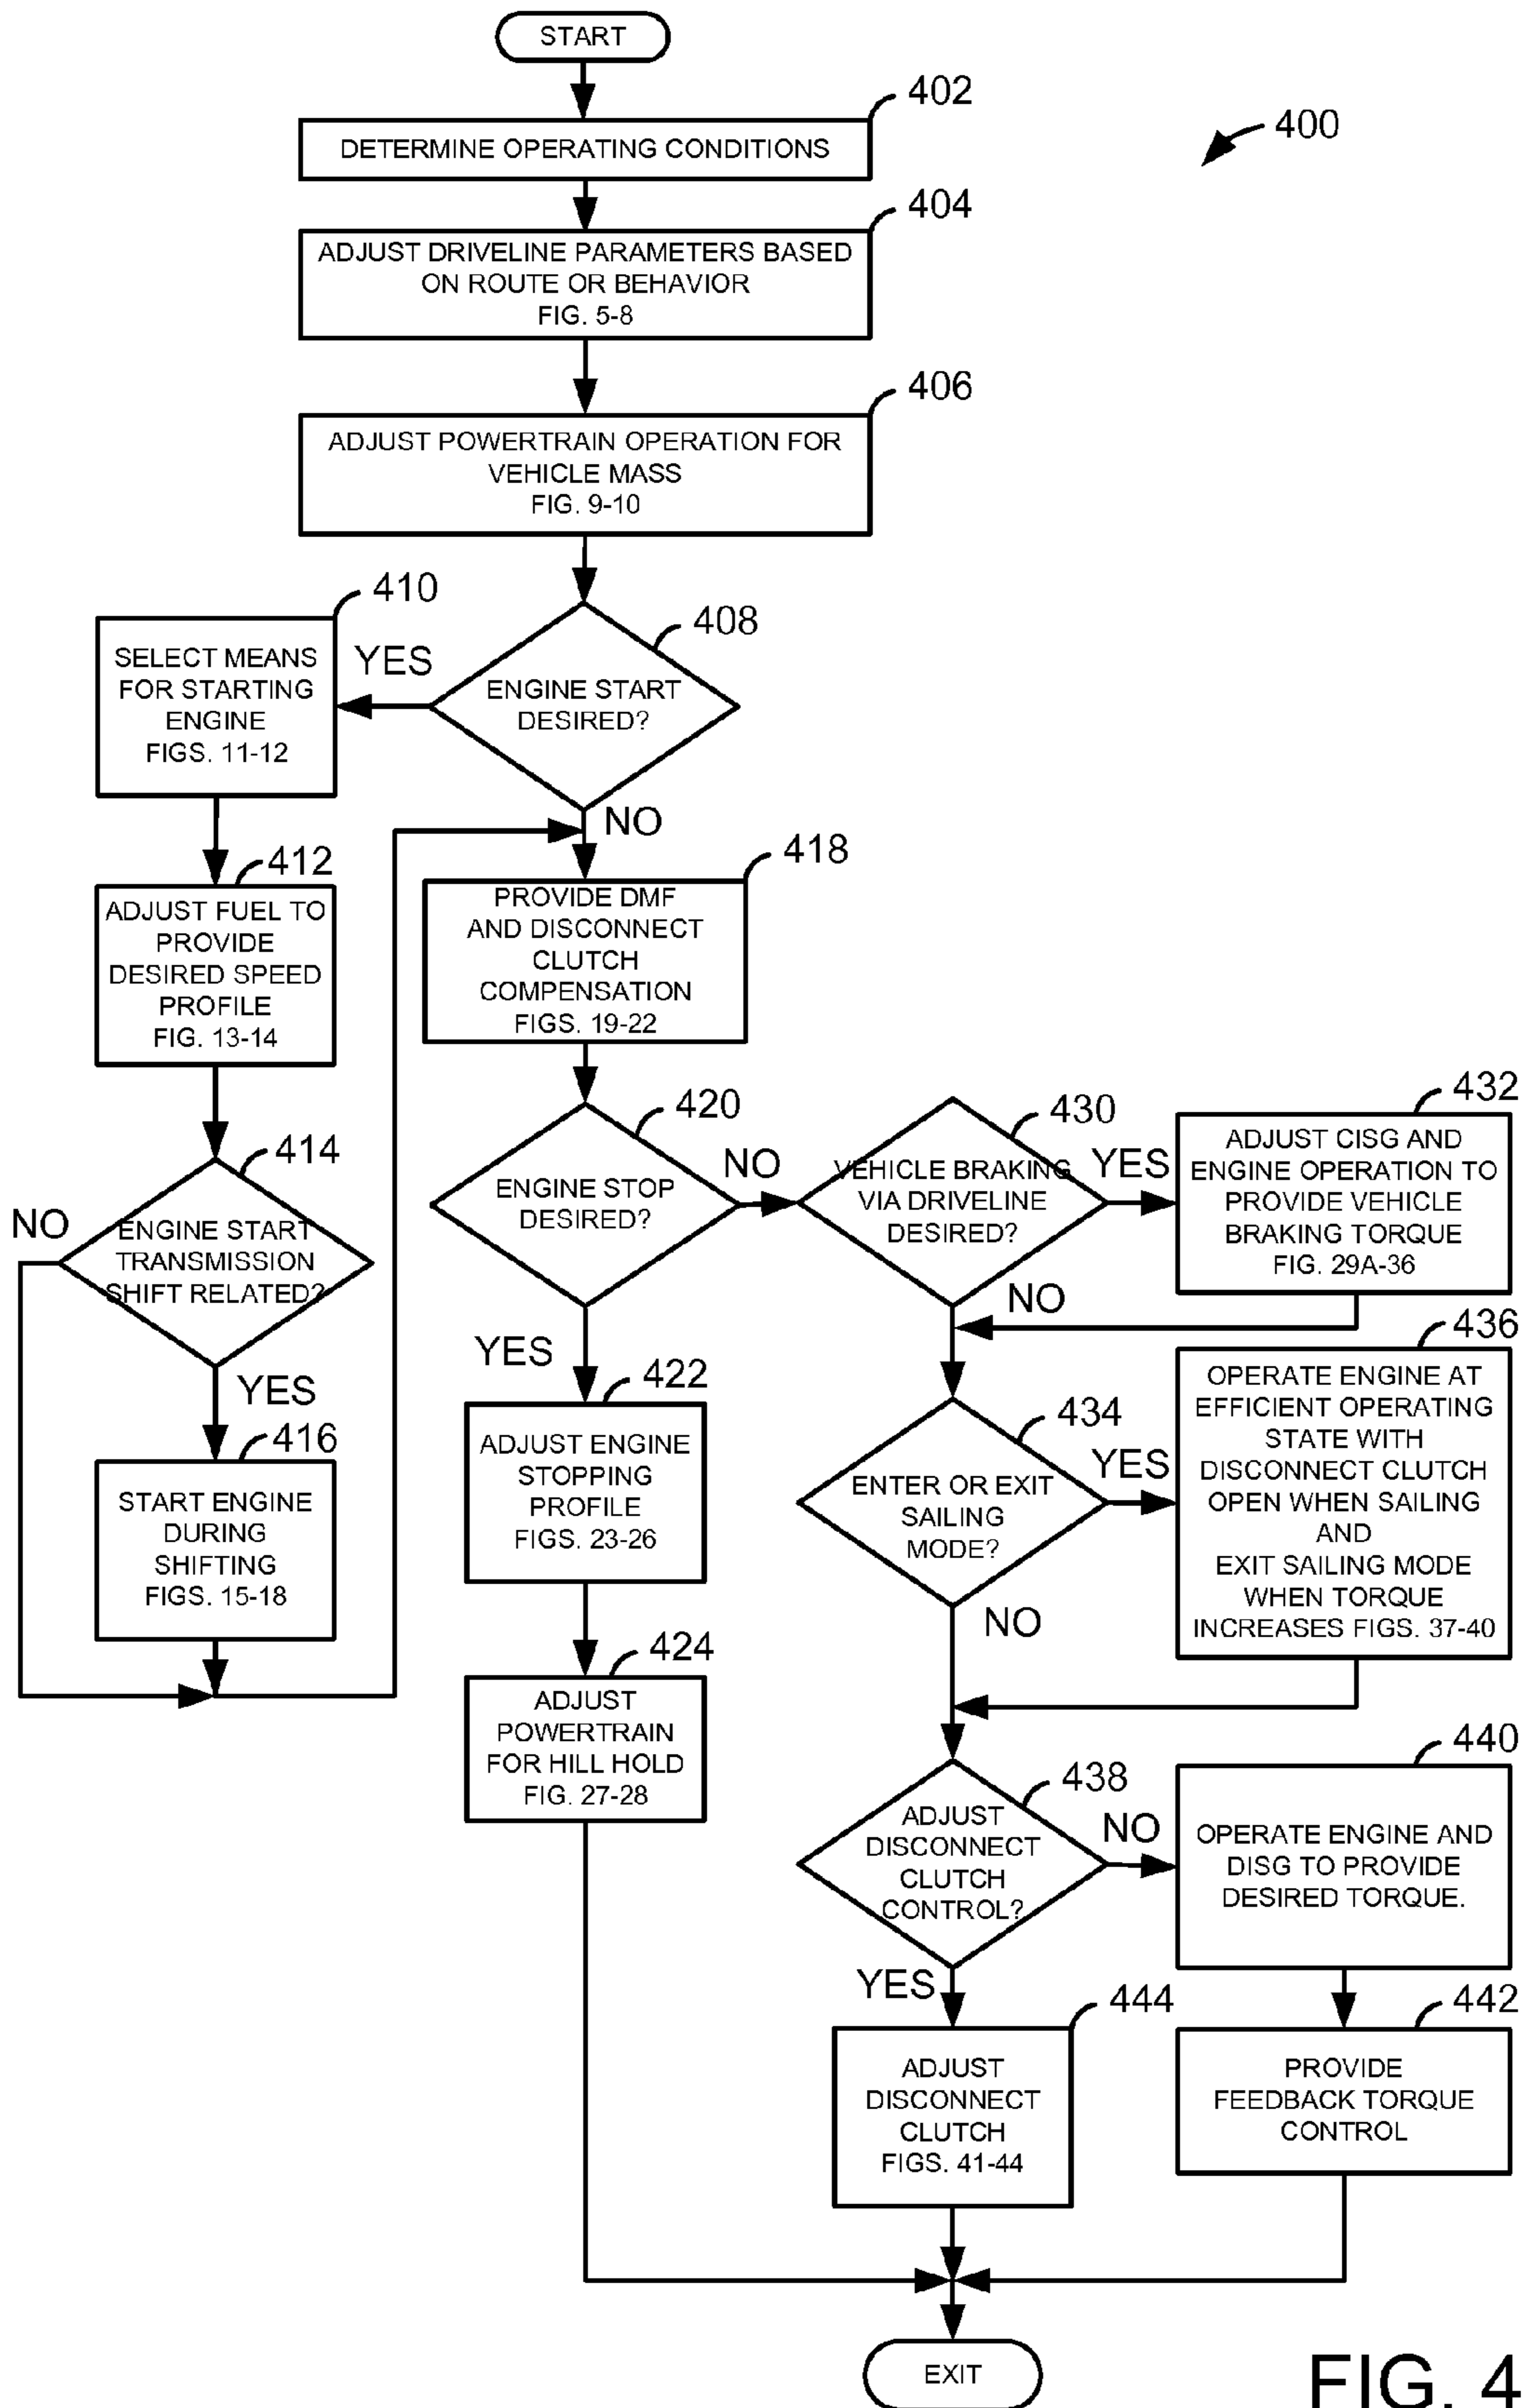 START
402
DETERMINE OPERATING CONDITIONS
400
404
ADJUST DRIVELINE PARAMETERS BASED
ON ROUTE OR BEHAVIOR
FIG. 5-8
406
ADJUST POWERTRAIN OPERATION FOR
VEHICLE MASS
FIG. 9-10
408
ENGINE START
DESIRED?
YES
410
SELECT MEANS
FOR STARTING
ENGINE
FIGS. 11-12
412
ADJUST FUEL TO
PROVIDE
DESIRED SPEED
PROFILE
FIG. 13-14
414
ENGINE START
TRANSMISSION
SHIFT RELATED?
NO
YES
416
START ENGINE
DURING
SHIFTING
FIGS. 15-18
NO
418
PROVIDE DMF
AND DISCONNECT
CLUTCH
COMPENSATION
FIGS. 19-22
420
ENGINE STOP
DESIRED?
NO
YES
422
ADJUST ENGINE
STOPPING
PROFILE
FIGS. 23-26
424
ADJUST
POWERTRAIN
FOR HILL HOLD
FIG. 27-28
430
VEHICLE BRAKING
VIA DRIVELINE
DESIRED?
YES
432
ADJUST CISG AND
ENGINE OPERATION TO
PROVIDE VEHICLE
BRAKING TORQUE
FIG. 29A-36
NO
434
ENTER OR EXIT
SAILING
MODE?
YES
436
OPERATE ENGINE AT
EFFICIENT OPERATING
STATE WITH
DISCONNECT CLUTCH
OPEN WHEN SAILING
AND
EXIT SAILING MODE
WHEN TORQUE
INCREASES FIGS. 37-40
NO
438
ADJUST
DISCONNECT
CLUTCH
CONTROL?
NO
440
OPERATE ENGINE AND
DISG TO PROVIDE
DESIRED TORQUE.
YES
444
ADJUST
DISCONNECT
CLUTCH
FIGS. 41-44
442
PROVIDE
FEEDBACK TORQUE
CONTROL
EXIT
FIG. 4